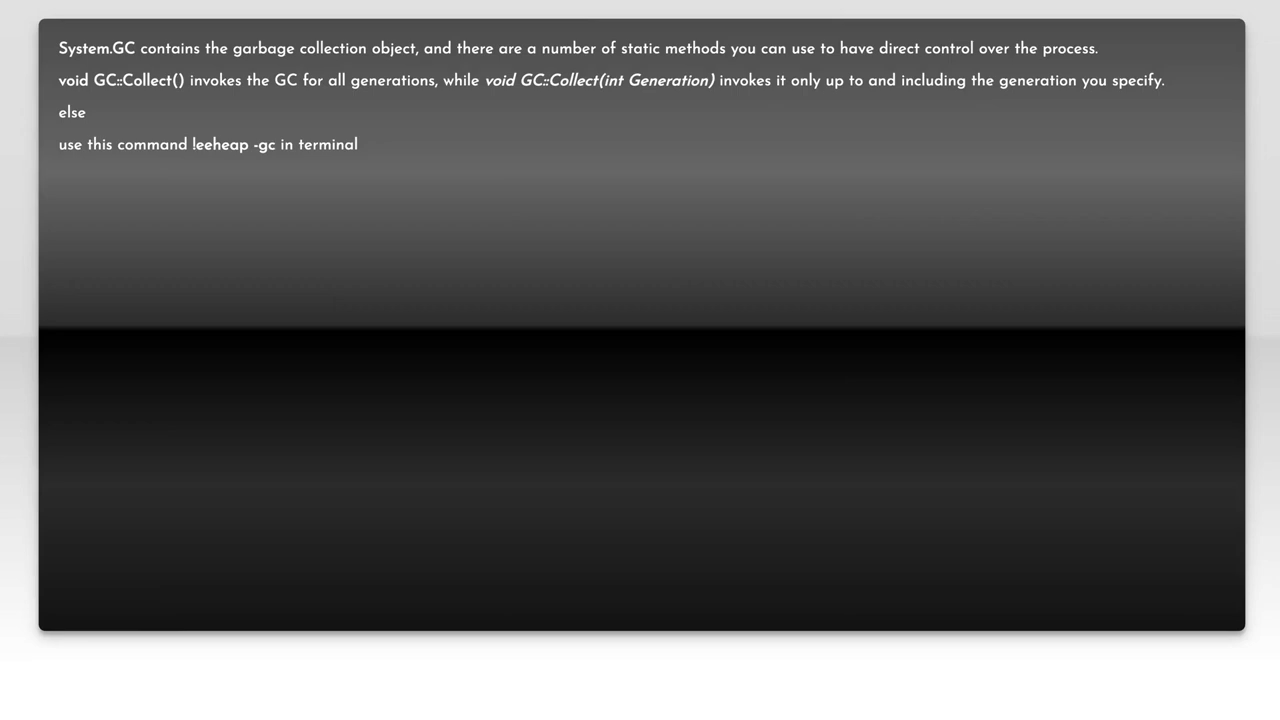 System.GC contains the garbage collection object, and there are a number of static methods you can use to have direct control over the process.
void GC::Collect() invokes the GC for all generations, while void GC::Collect(int Generation) invokes it only up to and including the generation you specify.
else
use this command !eeheap -gc in terminal